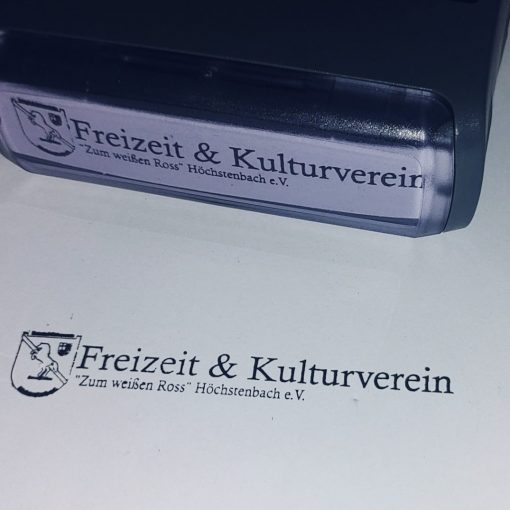 Freizeit & Kulturverein
"Zum weißen Ross" Höchstenbach e.V.
Freizeit & Kulturverein
"Zum weißen Ross" Höchstenbach e.V.